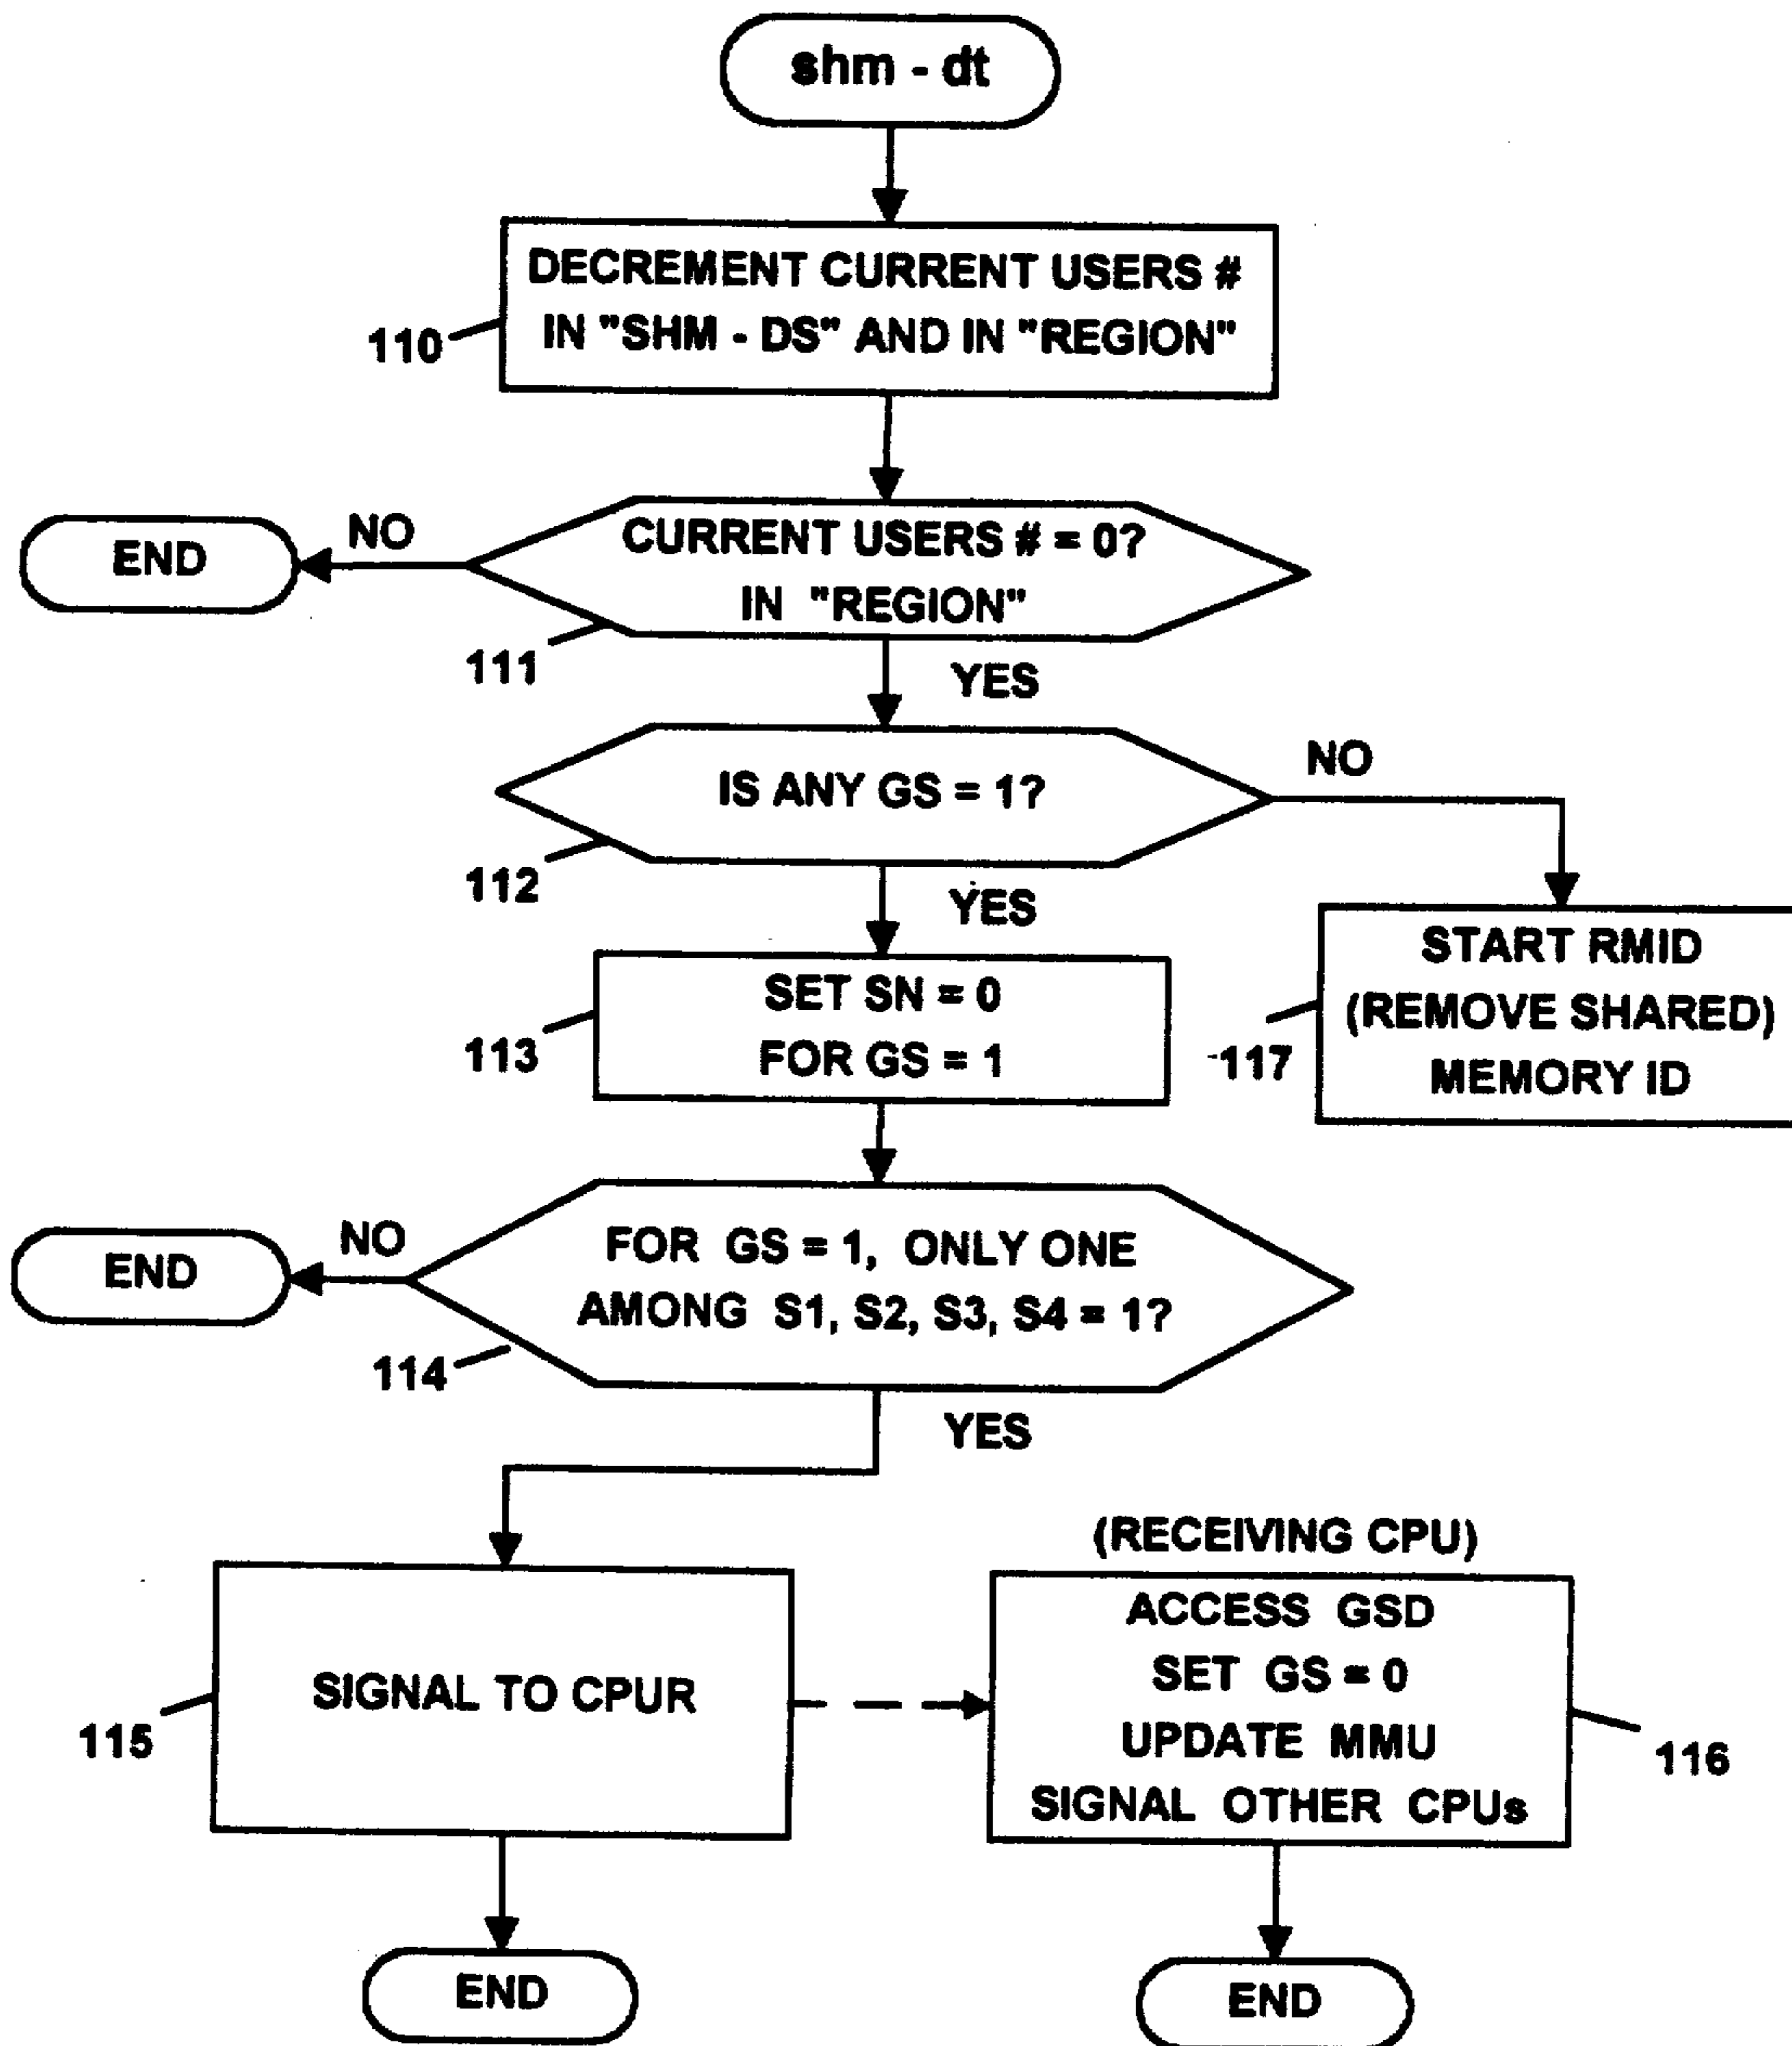 shm - dt
DECREMENT CURRENT USERS #
IN "SHM - DS" AND IN "REGION"
110
CURRENT USERS # = 0?
IN "REGION"
NO
END
111
YES
IS ANY GS = 1?
NO
112
YES
SET SN = 0
FOR GS = 1
113
START RMID
(REMOVE SHARED)
MEMORY ID
117
FOR GS = 1, ONLY ONE
AMONG S1, S2, S3, S4 = 1?
NO
END
114
YES
SIGNAL TO CPUR
115
(RECEIVING CPU)
ACCESS GSD
SET GS = 0
UPDATE MMU
SIGNAL OTHER CPUs
116
END
END